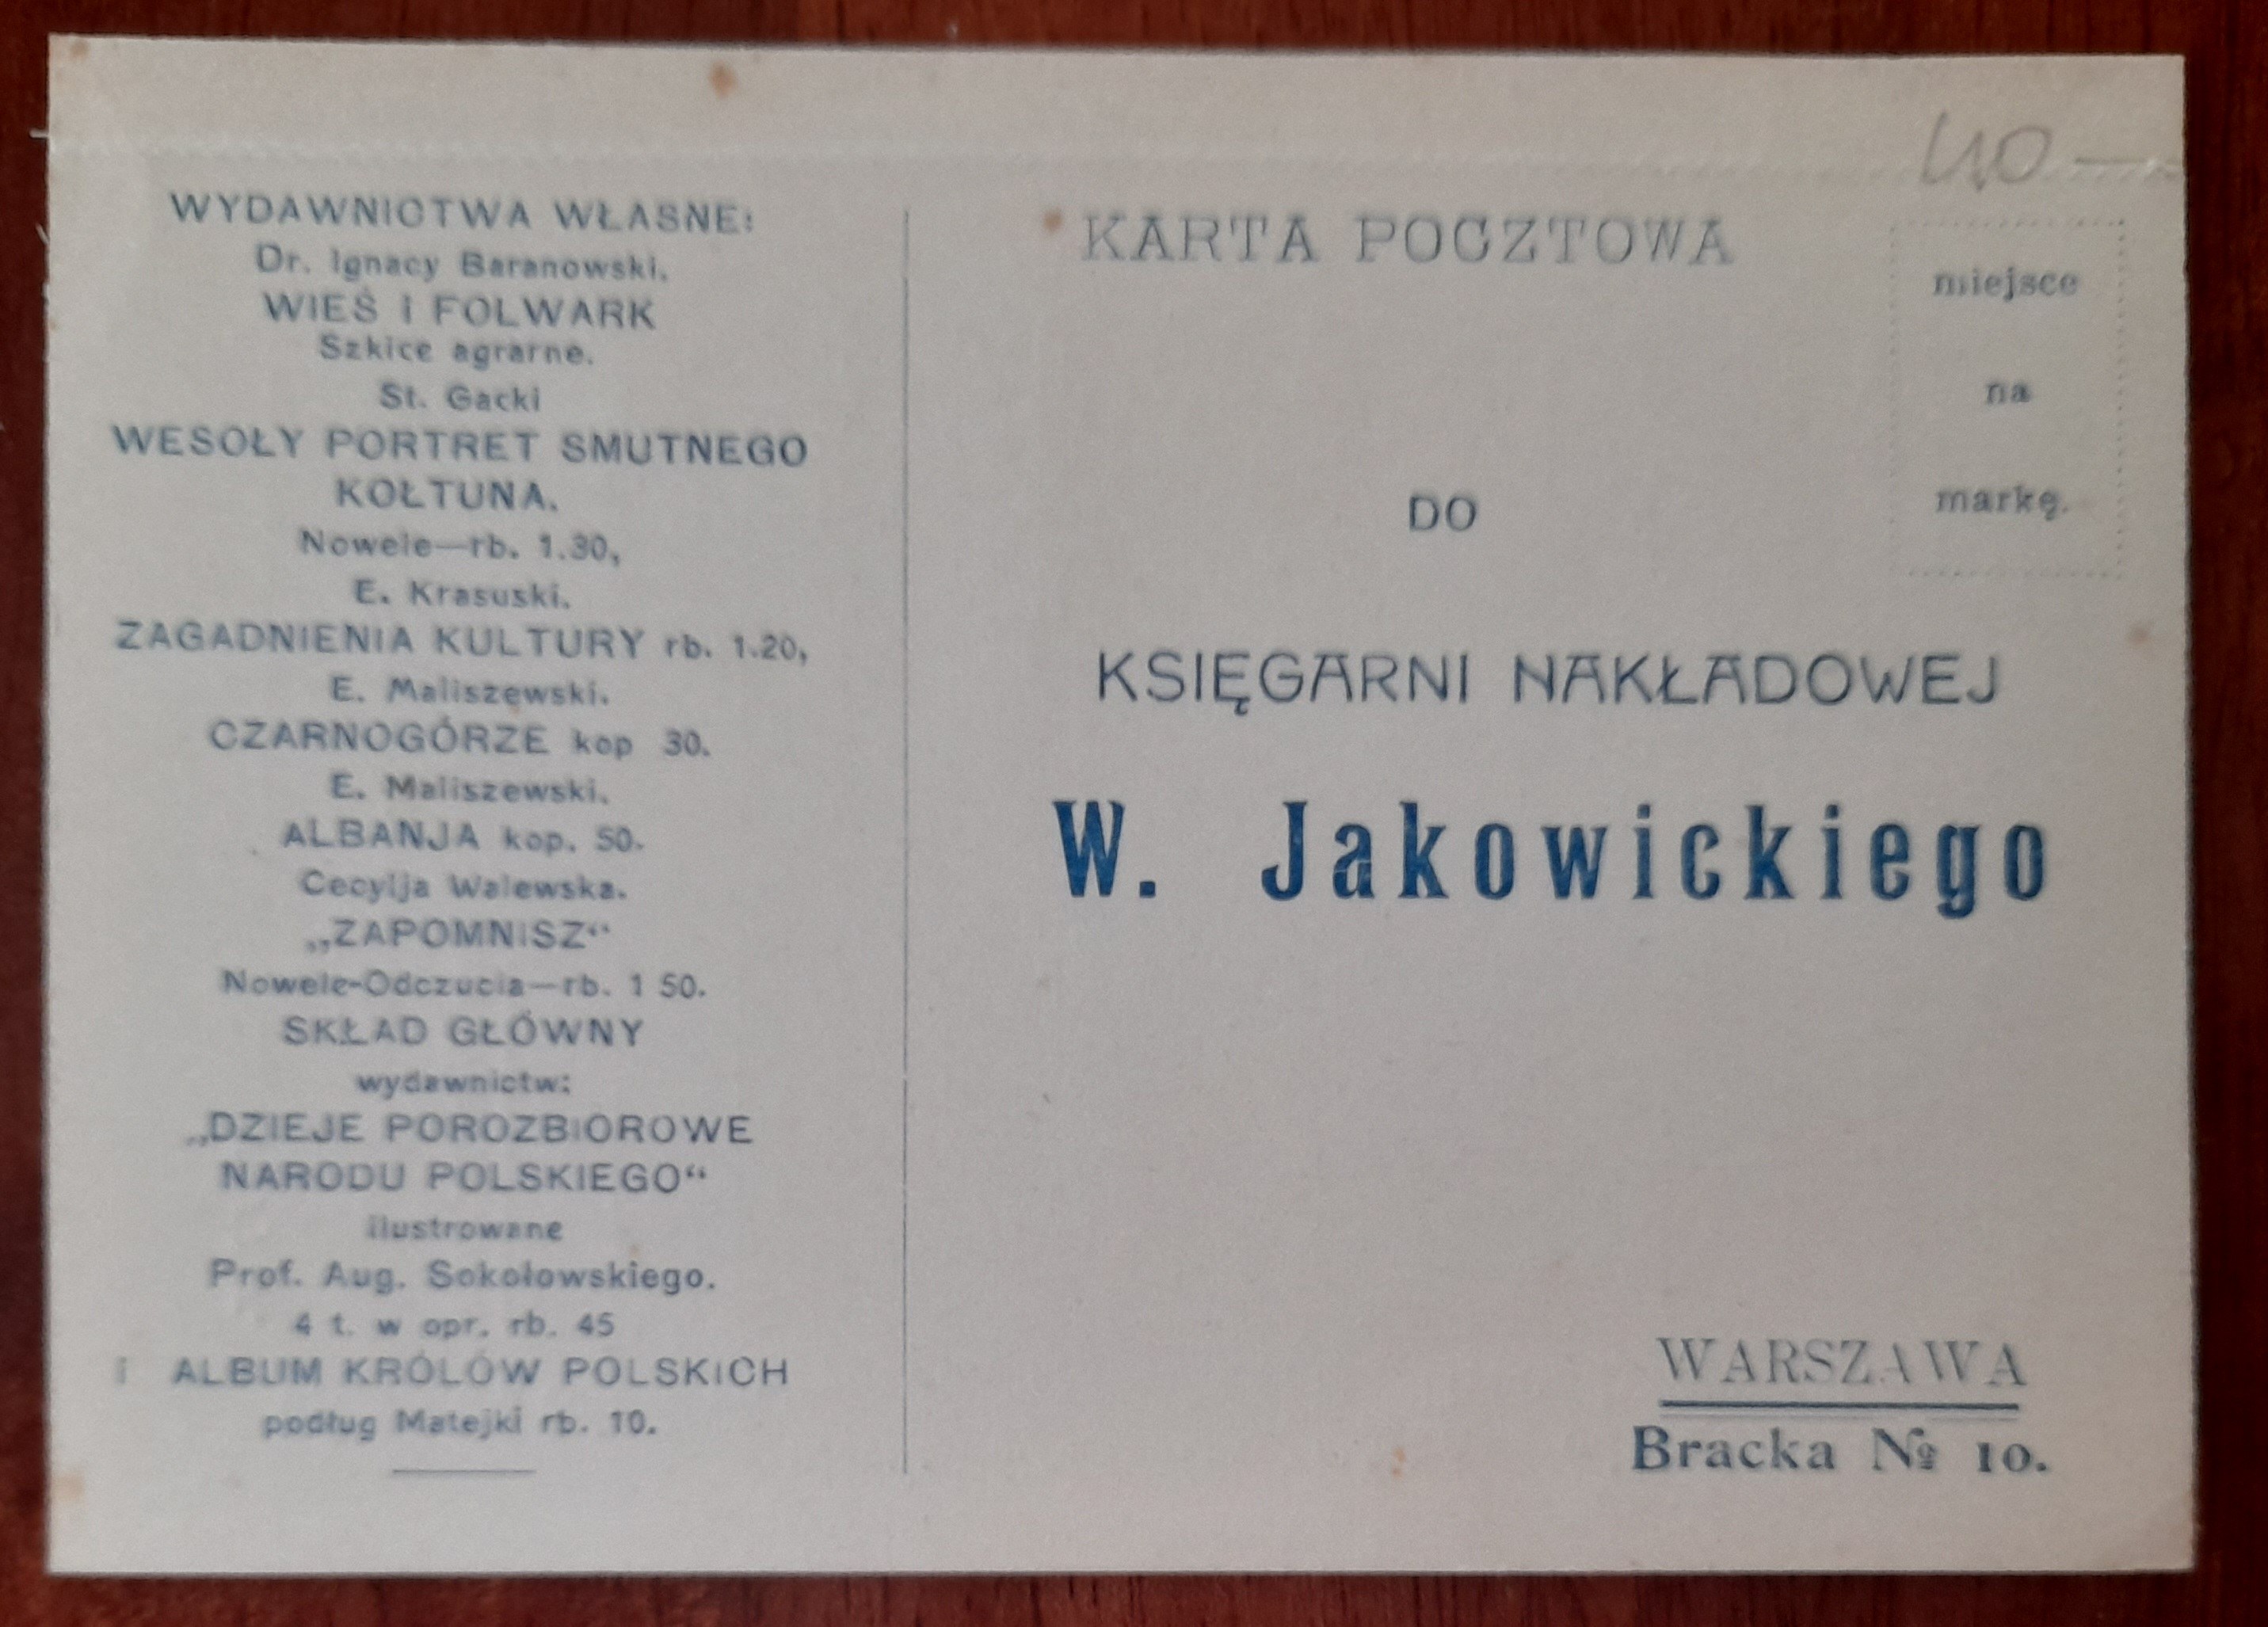 WYDAWNICTWA WŁASNE:
Dr. Ignacy Baranowski.
WIEŚ i FOLWARK
Szkice agrarne.
St. Gacki
WESOŁY PORTRET SMUTNEGO
KOŁTUNA.
Nowele—rb. 1.30,
E. Krasuski.
ZAGADNIENIA KULTURY rb. 1.20,
E. Maliszewski.
CZARNOGÓRZE kop 30.
E. Maliszewski.
ALBANJA kop. 50.
Cecylja Walewska.
„ZAPOMNISZ“
Nowele-Odczucia—rb. 1 50.
SKŁAD GŁÓWNY
wydawnictw:
„DZIEJE POROZBIOROWE
NARODU POLSKIEGO“
ilustrowane
Prof. Aug. Sokołowskiego.
4 t. w opr. rb. 45
i ALBUM KRÓLÓW POLSKICH
podług Matejki rb. 10.
40 —
KARTA POCZTOWA
miejsce
na
markę.
DO
KSIĘGARNI NAKŁADOWEJ
W. Jakowickiego
WARSZAWA
Bracka № 10.